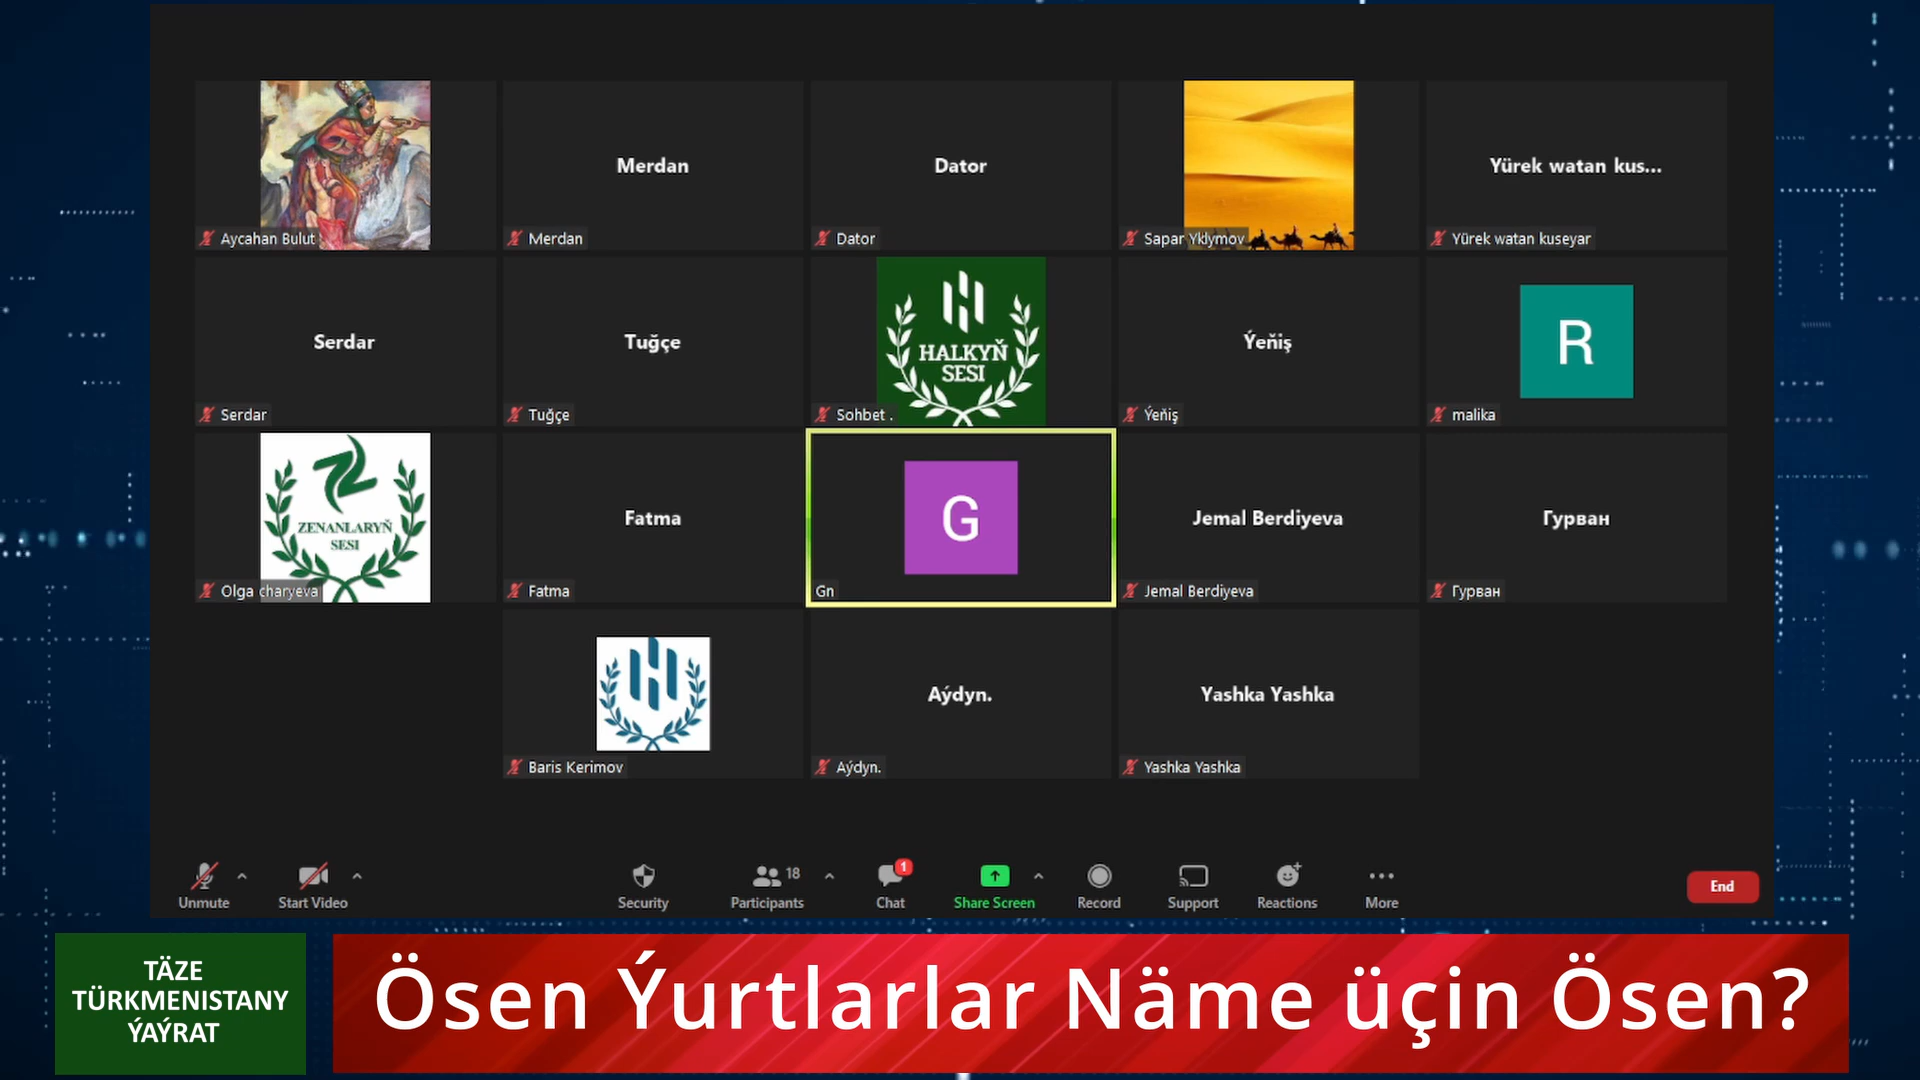 Aycahan Bulut
Merdan
Merdan
Dator
Dator
Sapar Yklymov
Yürek watan kus...
Yürek watan kuseyar
Serdar
Serdar
Tuğçe
Tuğçe
HALKYŇ
SESI
Sohbet .
Ýeňiş
Ýeňiş
R
malika
ZENANLARYŇ
SESI
Olga charyeva
Fatma
Fatma
G
Gn
Jemal Berdiyeva
Jemal Berdiyeva
Гурван
Гурван
Baris Kerimov
Aýdyn.
Aýdyn.
Yashka Yashka
Yashka Yashka
Unmute
Start Video
Security
18
Participants
1
Chat
Share Screen
Record
Support
Reactions
More
End
TÄZE
TÜRKMENISTANY
ÝAÝRAT
Ösen Ýurtlarlar Näme üçin Ösen?